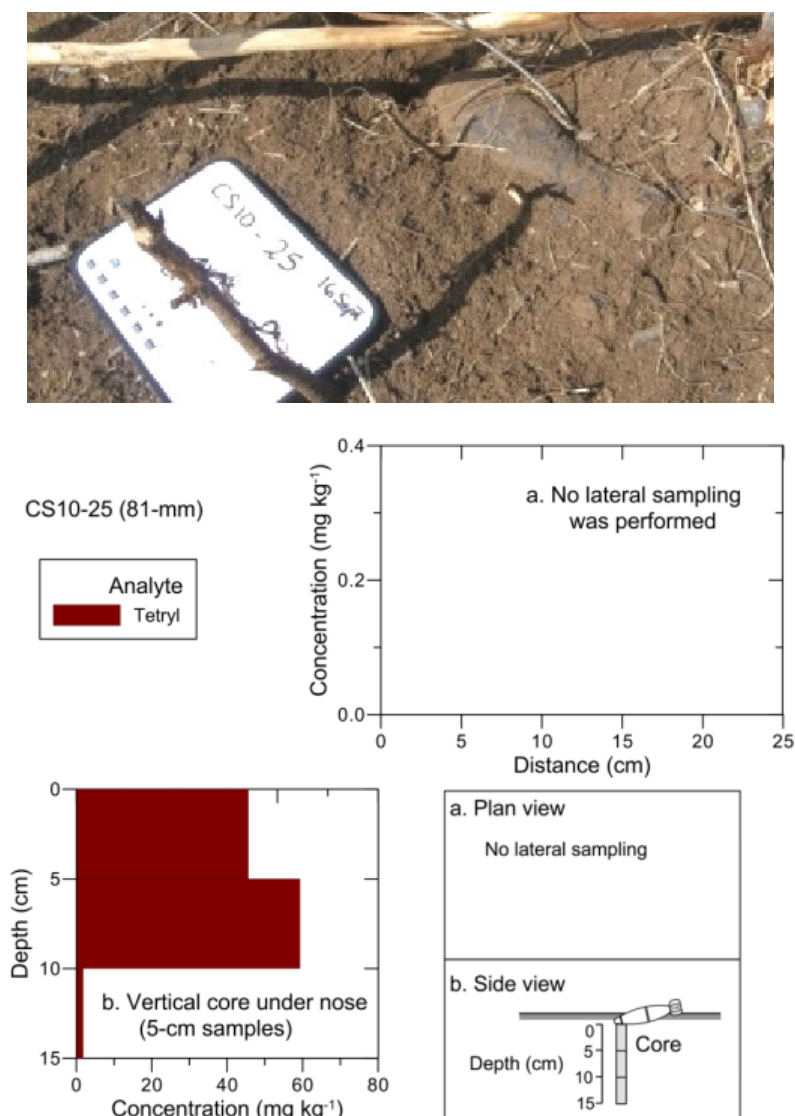 CS10-25
16 Sept
0.4
0.2
0.0
Concentration (mg kg⁻¹)
a. No lateral sampling
was performed
0 5 10 15 20 25
Distance (cm)
CS10-25 (81-mm)
Analyte
Tetryl
0
5
10
15
Depth (cm)
b. Vertical core under nose
(5-cm samples)
0 20 40 60 80
Concentration (mg kg⁻¹)
a. Plan view
No lateral sampling
b. Side view
Depth (cm)
0
5
10
15
Core